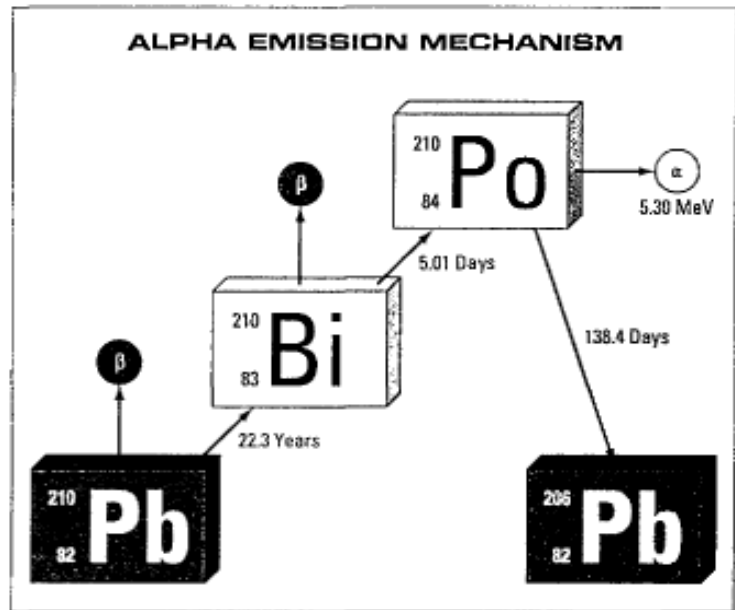 ALPHA EMISSION MECHANISM
210
84
Po
α
5.30 MeV
β
5.01 Days
210
83
Bi
138.4 Days
β
22.3 Years
210
82
Pb
206
82
Pb